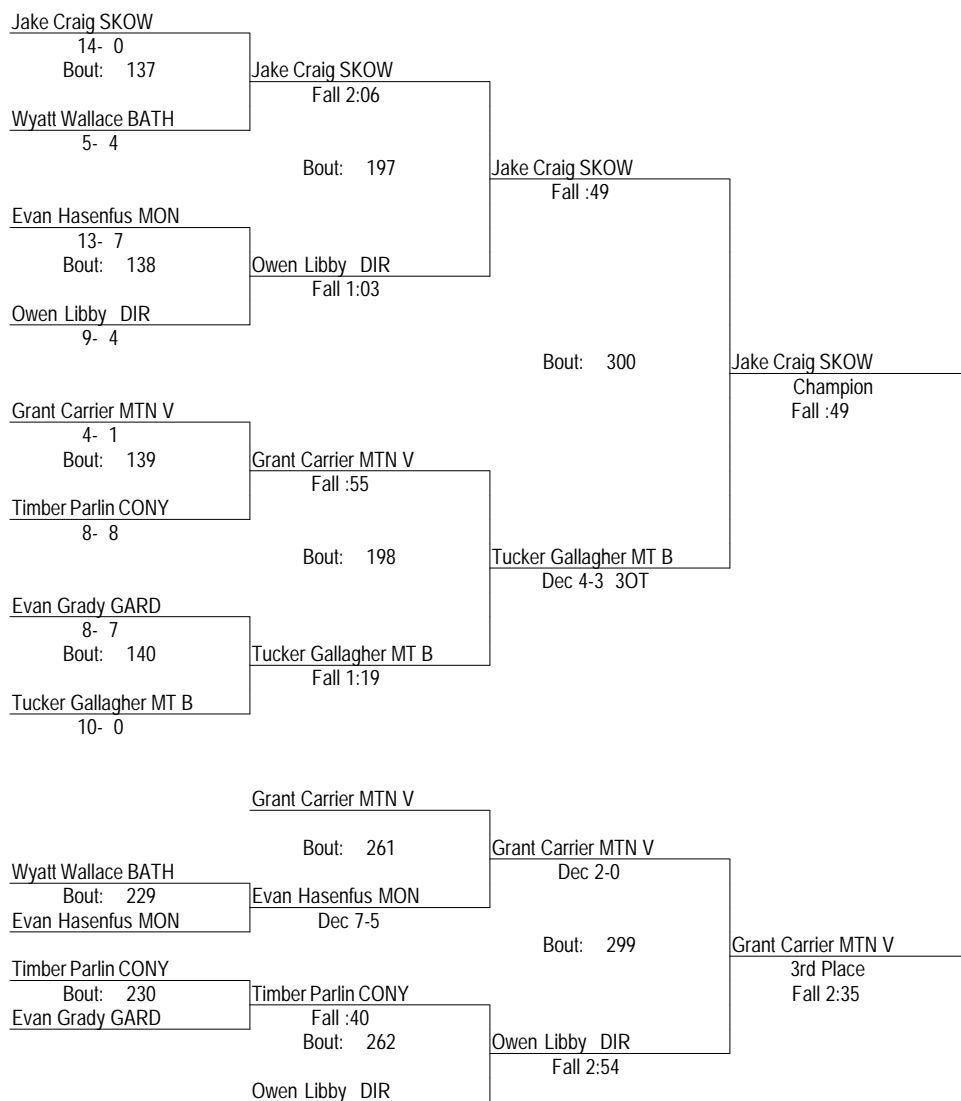 Jake Craig SKOW
14- 0
Bout: 137
Jake Craig SKOW
Fall 2:06
Wyatt Wallace BATH
5- 4
Bout: 197
Jake Craig SKOW
Fall :49
Evan Hasenfus MON
13- 7
Bout: 138
Owen Libby DIR
Fall 1:03
Owen Libby DIR
9- 4
Bout: 300
Jake Craig SKOW
Champion
Fall :49
Grant Carrier MTN V
4- 1
Bout: 139
Grant Carrier MTN V
Fall :55
Timber Parlin CONY
8- 8
Bout: 198
Tucker Gallagher MT B
Dec 4-3 3OT
Evan Grady GARD
8- 7
Bout: 140
Tucker Gallagher MT B
Fall 1:19
Tucker Gallagher MT B
10- 0
Grant Carrier MTN V
Bout: 261
Grant Carrier MTN V
Dec 2-0
Wyatt Wallace BATH
Bout: 229
Evan Hasenfus MON
Dec 7-5
Evan Hasenfus MON
Bout: 299
Grant Carrier MTN V
3rd Place
Fall 2:35
Timber Parlin CONY
Bout: 230
Timber Parlin CONY
Fall :40
Evan Grady GARD
Bout: 262
Owen Libby DIR
Fall 2:54
Owen Libby DIR